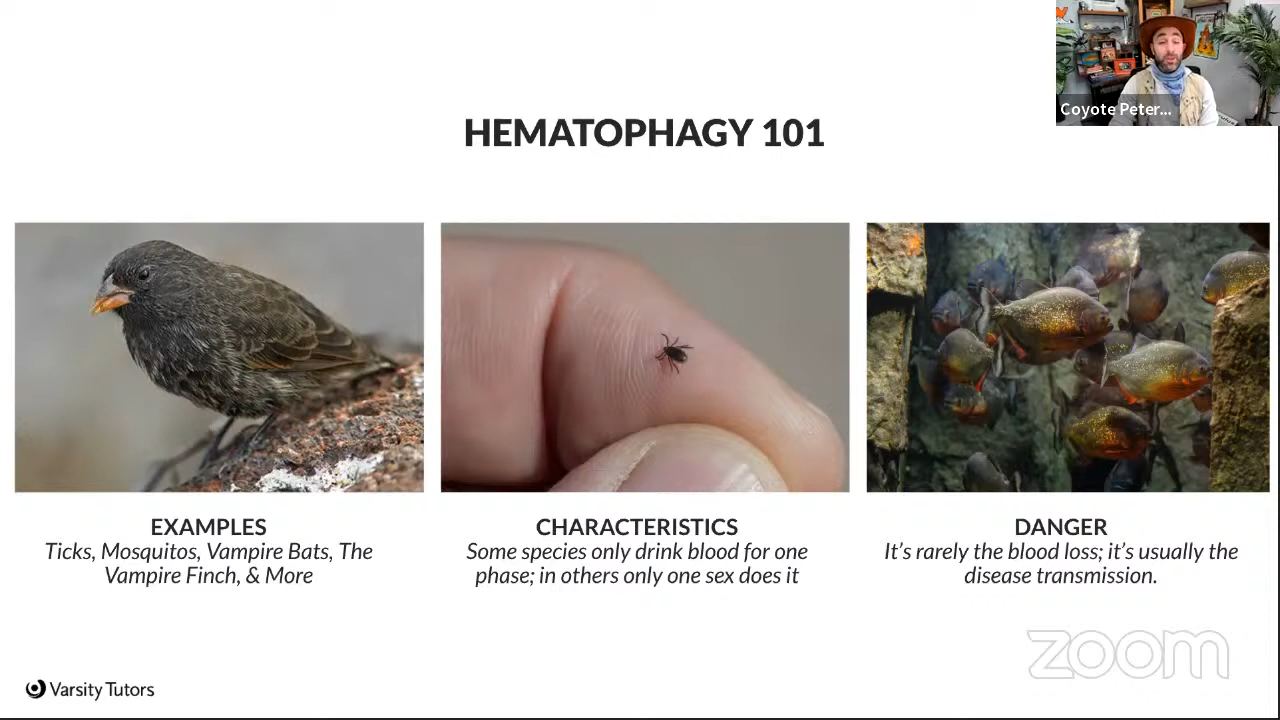 Coyote Peter...
HEMATOPHAGY 101
EXAMPLES
Ticks, Mosquitos, Vampire Bats, The
Vampire Finch, & More
CHARACTERISTICS
Some species only drink blood for one
phase; in others only one sex does it
DANGER
It's rarely the blood loss; it's usually the
disease transmission.
zoom
Varsity Tutors